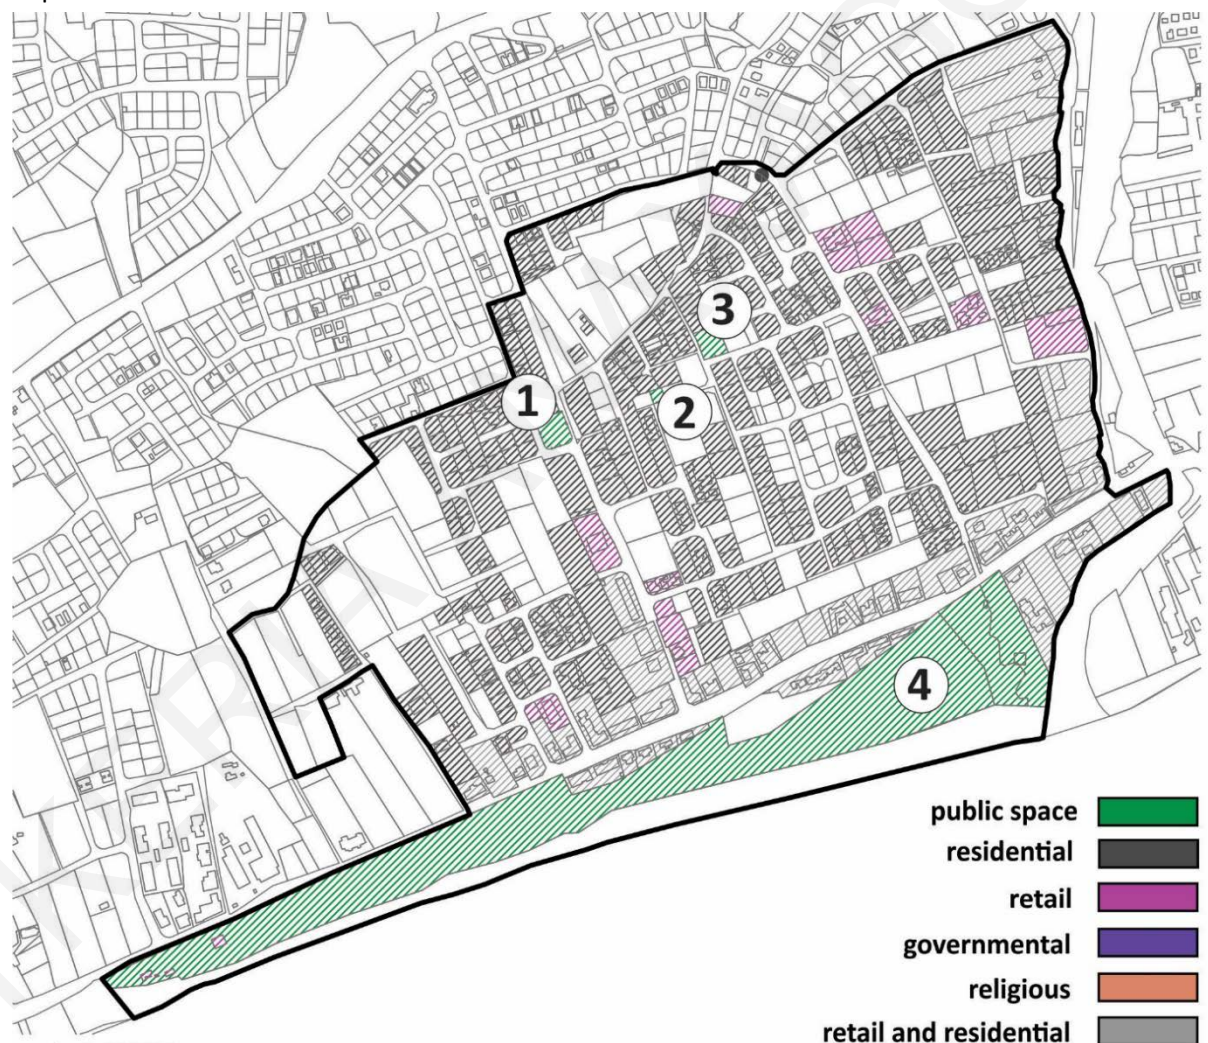 3
1
2
4
public space
residential
retail
governmental
religious
retail and residential